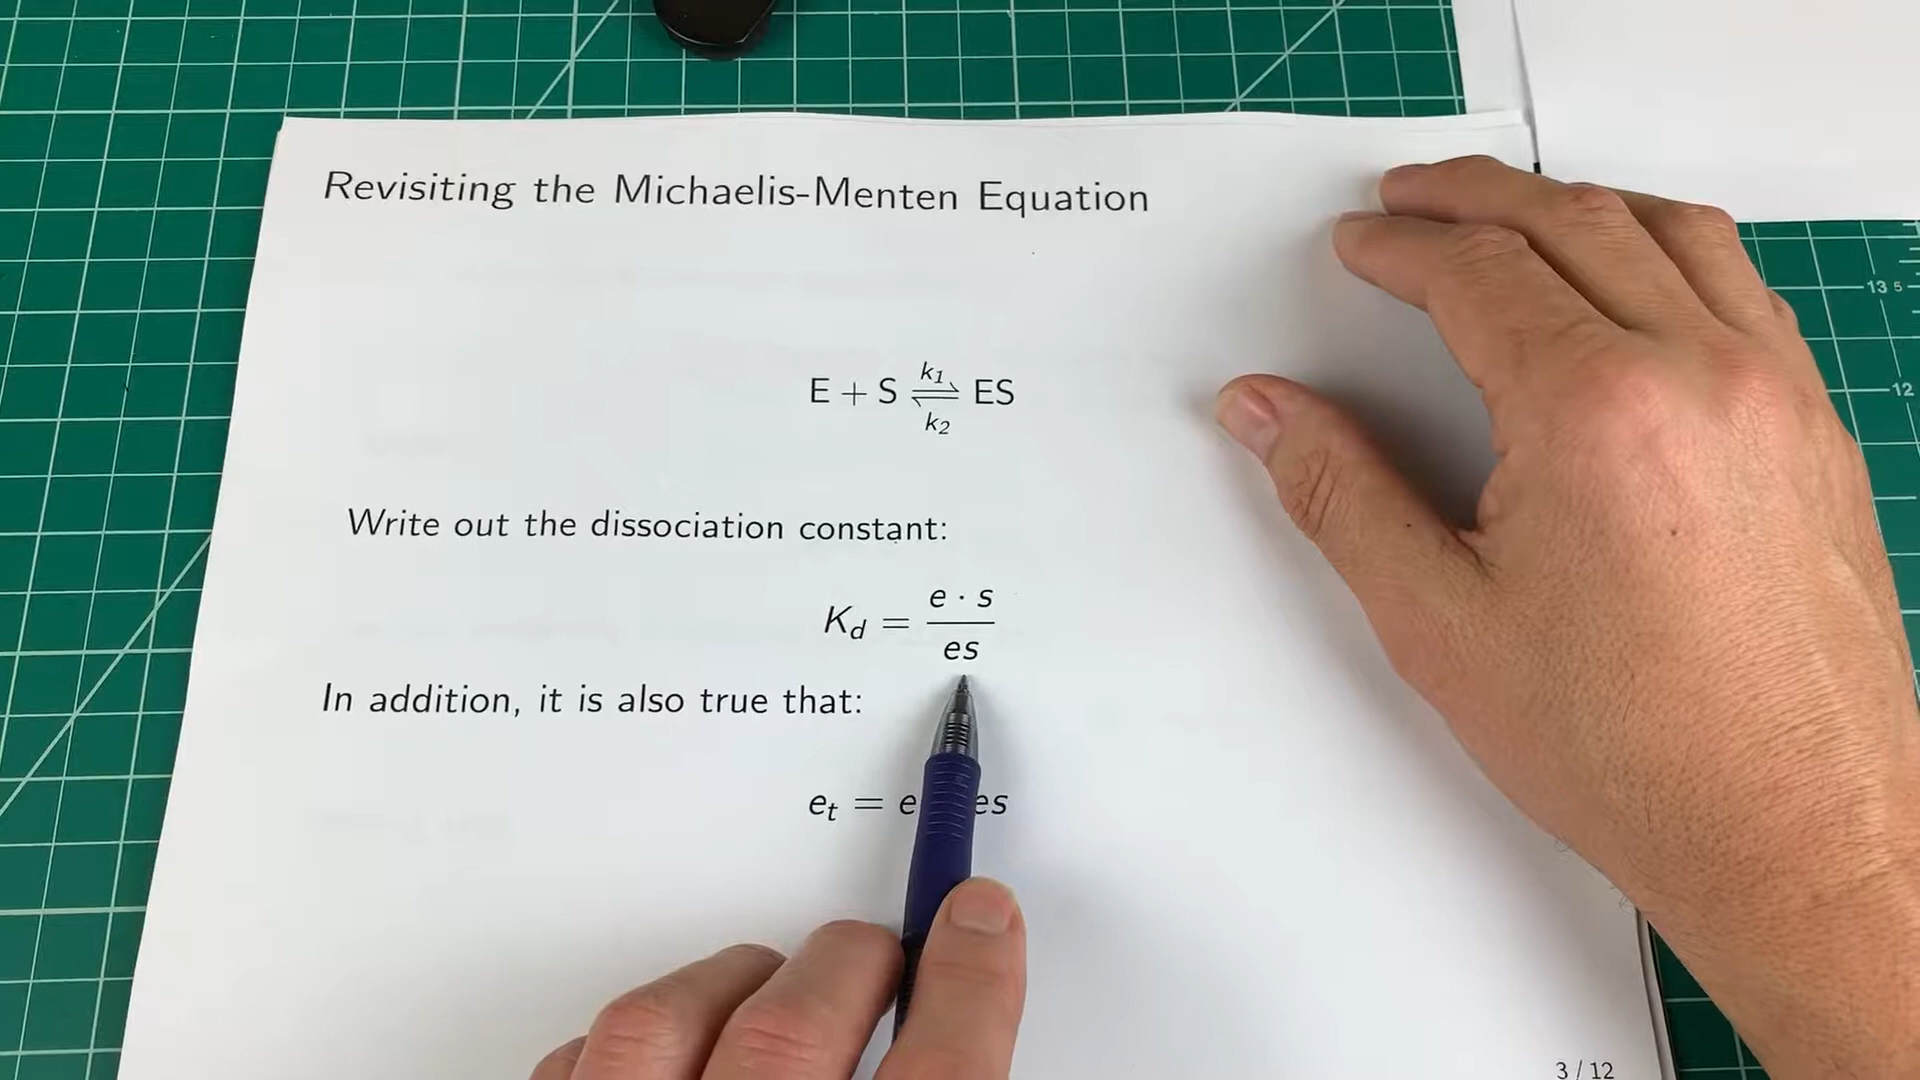 Revisiting the Michaelis-Menten Equation
13 5
12
k1
E + S ⇌ ES
k2
Write out the dissociation constant:
Kd = e · s / es
In addition, it is also true that:
et = e es
3 / 12